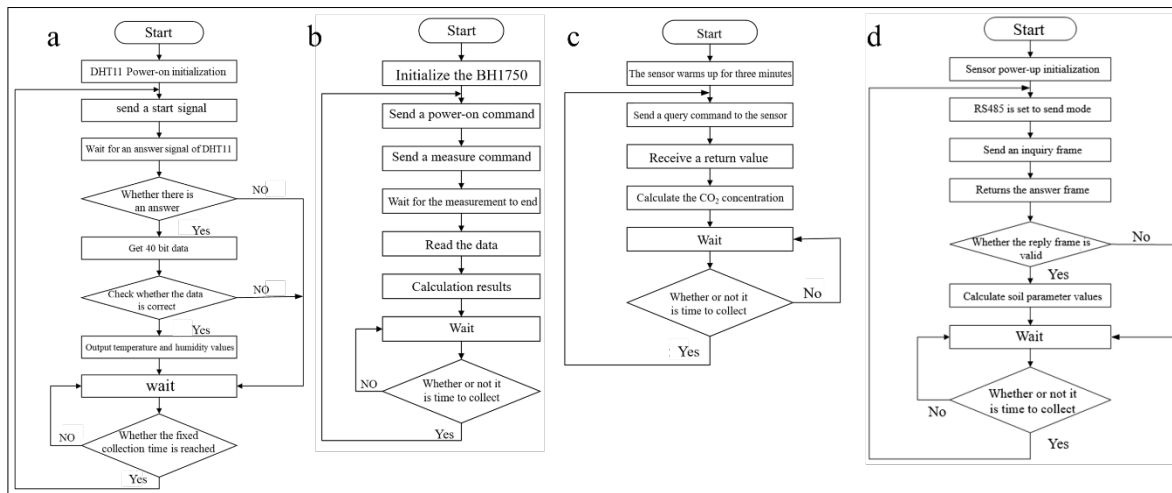 a
Start
DHT11 Power-on initialization
send a start signal
Wait for an answer signal of DHT11
Whether there is
an answer
NO
Yes
Get 40 bit data
Check whether the data
is correct
NO
Yes
Output temperature and humidity values
wait
Whether the fixed
collection time is reached
NO
Yes
b
Start
Initialize the BH1750
Send a power-on command
Send a measure command
Wait for the measurement to end
Read the data
Calculation results
Wait
Whether or not it
is time to collect
NO
Yes
c
Start
The sensor warms up for three minutes
Send a query command to the sensor
Receive a return value
Calculate the CO₂ concentration
Wait
Whether or not it
is time to collect
No
: Yes
d
Start
Sensor power-up initialization
RS485 is set to send mode
Send an inquiry frame
Returns the answer frame
Whether the reply frame is
valid
No
Yes
Calculate soil parameter values
Wait
Whether or not it
is time to collect
No
Yes